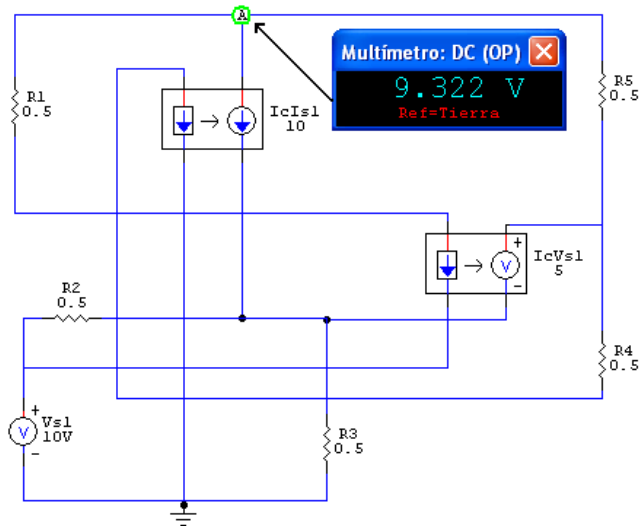 A
Multímetro: DC (OP)
9.322 V
Ref=Tierra
R1
0.5
R5
0.5
IcIs1
10
IcVs1
5
+
V
-
R2
0.5
R4
0.5
+
Vs1
V
10V
-
R3
0.5